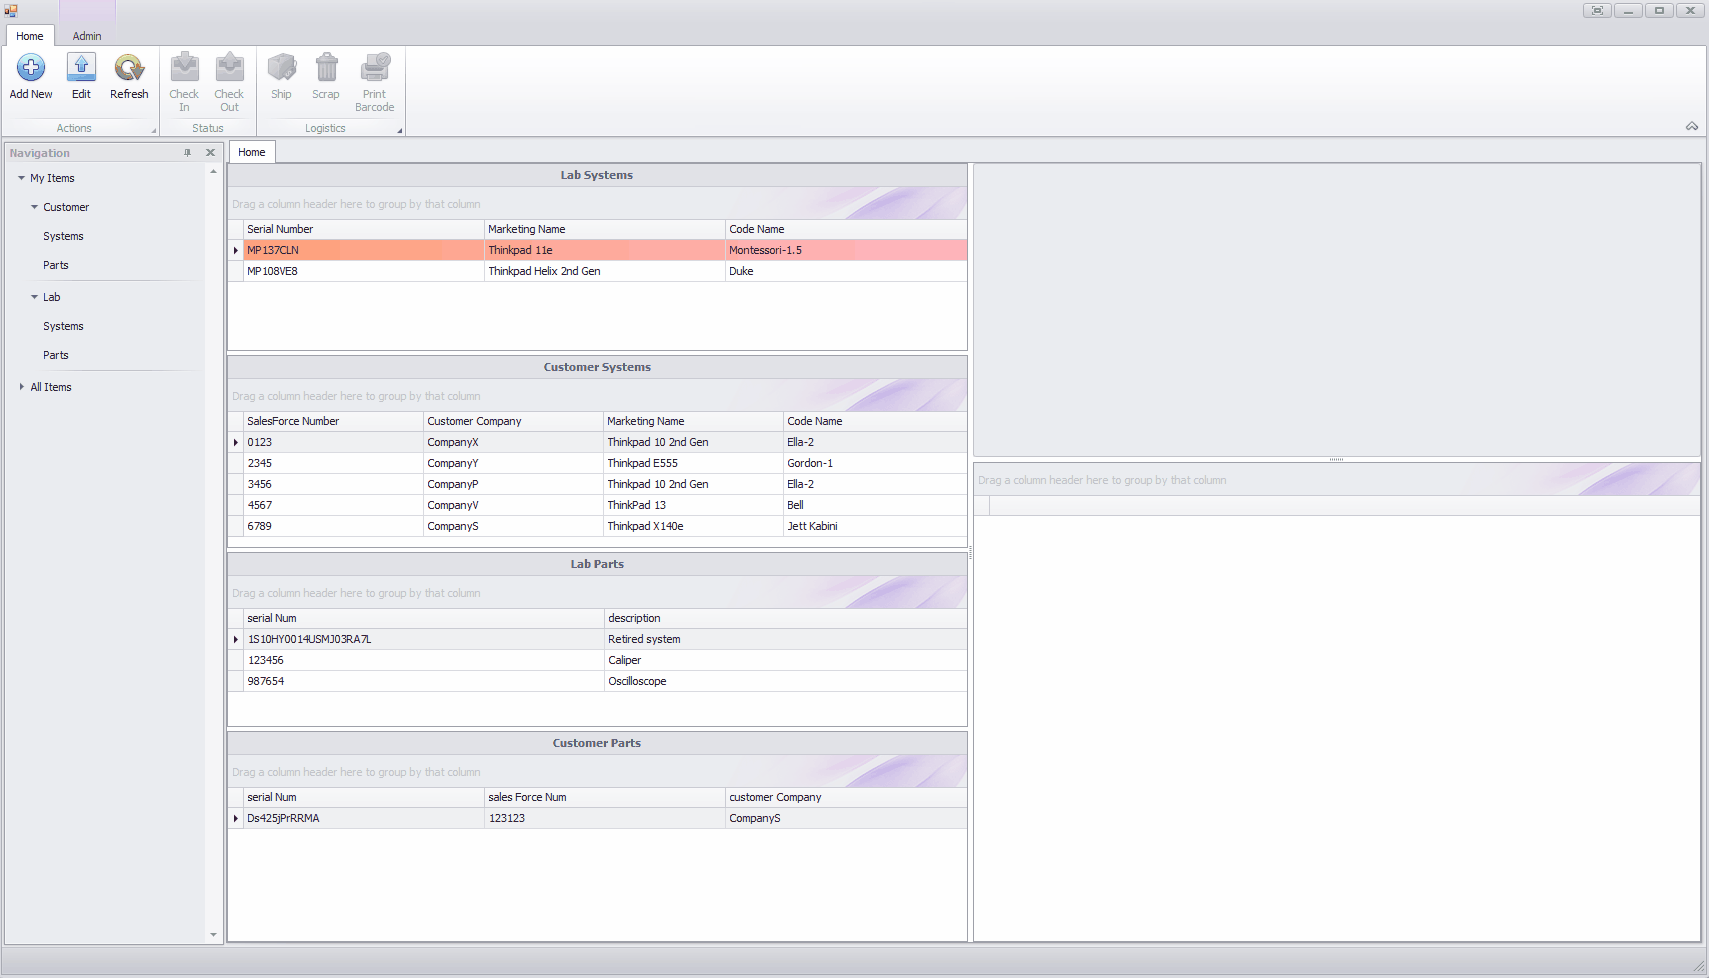 Home Admin
Add New Edit Refresh Check In Check Out Ship Scrap Print Barcode
Actions Status Logistics
Navigation
My Items
Customer
Systems
Parts
Lab
Systems
Parts
All Items
Home
Lab Systems
Drag a column header here to group by that column
Serial Number Marketing Name Code Name
MP137CLN Thinkpad 11e Montessori-1.5
MP108VE8 Thinkpad Helix 2nd Gen Duke
Customer Systems
Drag a column header here to group by that column
SalesForce Number Customer Company Marketing Name Code Name
0123 CompanyX Thinkpad 10 2nd Gen Ella-2
2345 CompanyY Thinkpad E555 Gordon-1
3456 CompanyP Thinkpad 10 2nd Gen Ella-2
4567 CompanyV ThinkPad 13 Bell
6789 CompanyS Thinkpad X140e Jett Kabini
Lab Parts
Drag a column header here to group by that column
serial Num description
1S10HY0014USMJ03RA7L Retired system
123456 Caliper
987654 Oscilloscope
Customer Parts
Drag a column header here to group by that column
serial Num sales Force Num customer Company
Ds425jPrRRMA 123123 CompanyS
Drag a column header here to group by that column